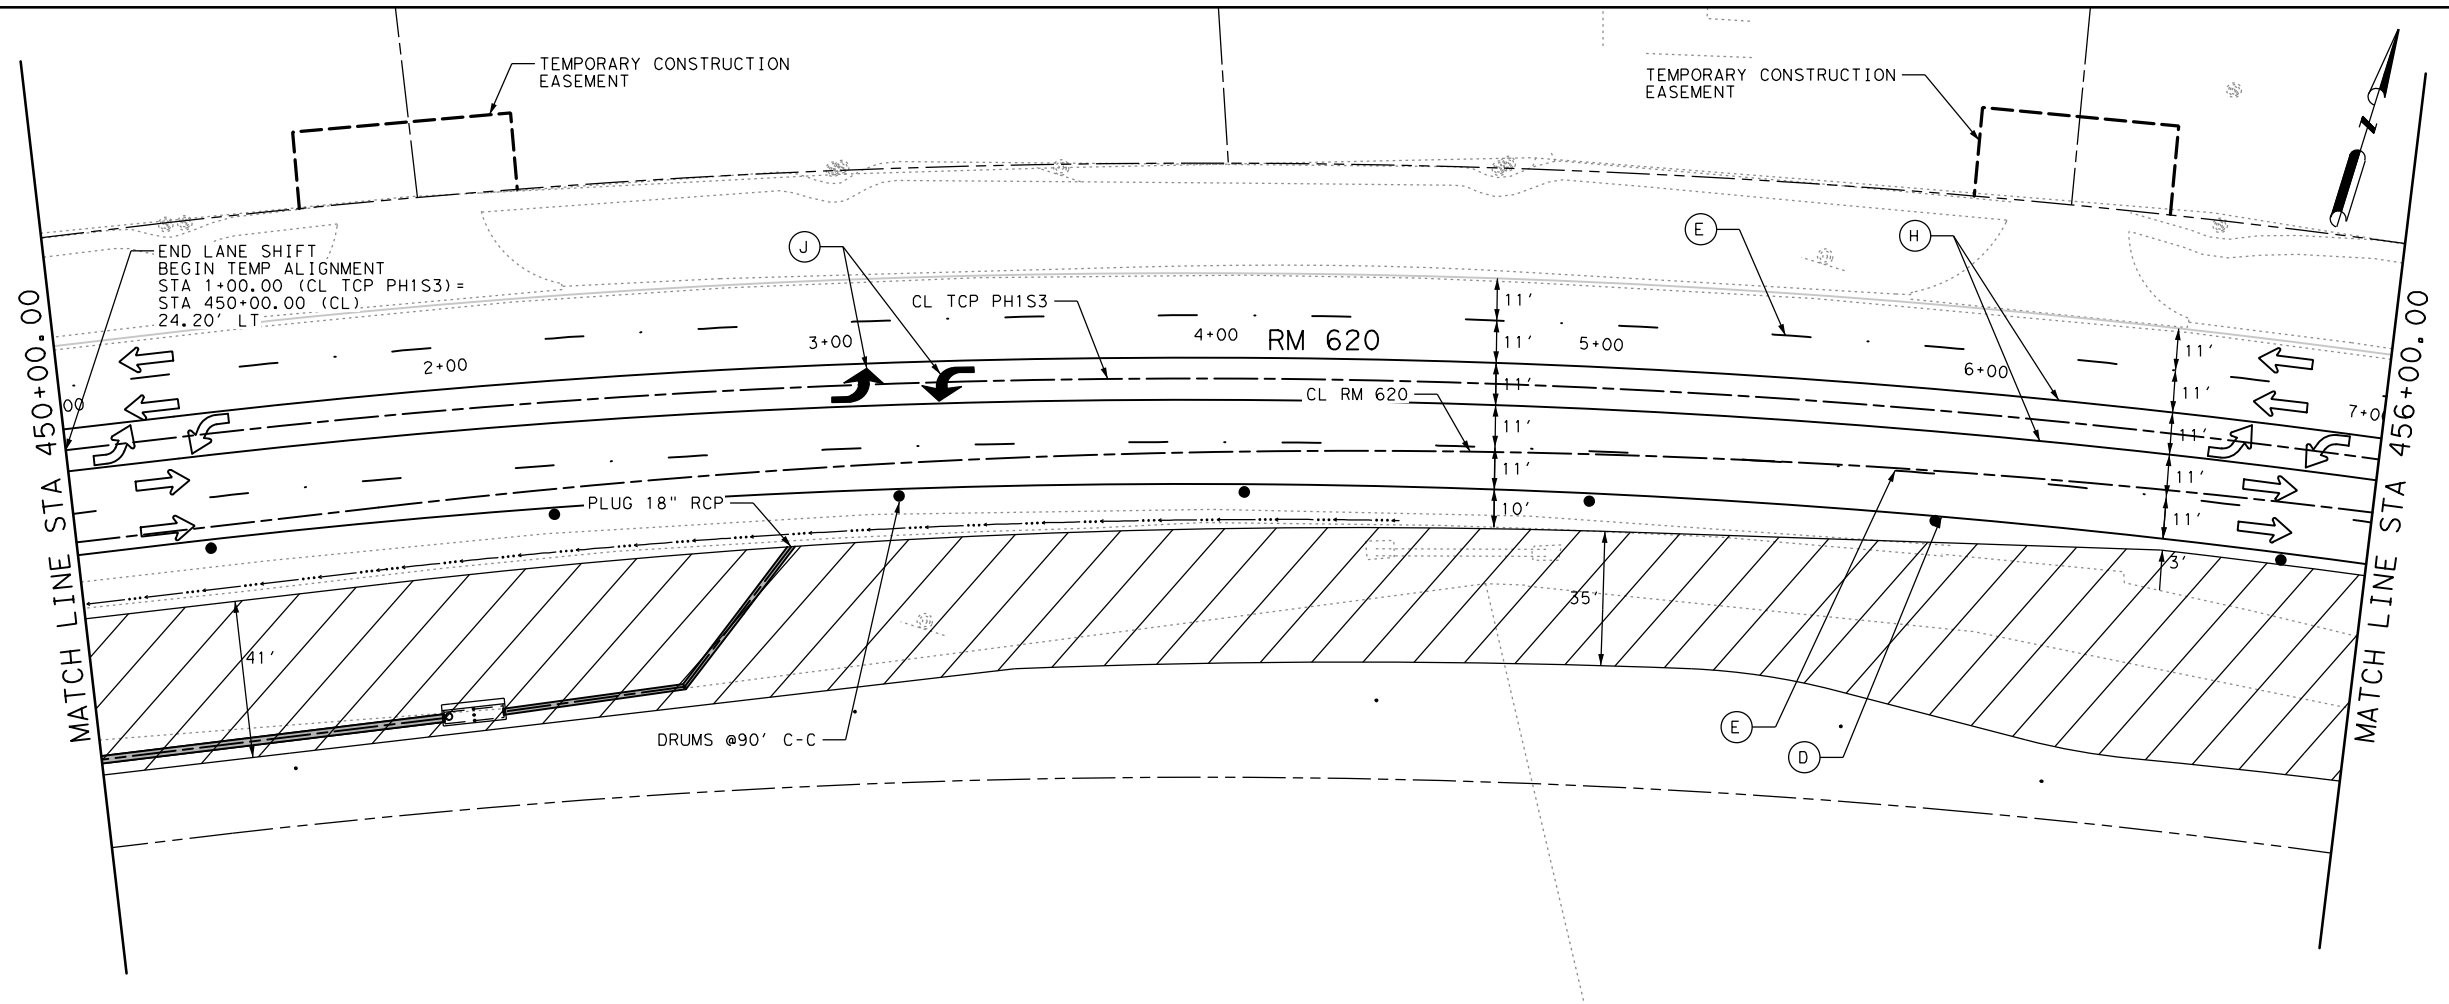 TEMPORARY CONSTRUCTION
EASEMENT
TEMPORARY CONSTRUCTION
EASEMENT
N
END LANE SHIFT
BEGIN TEMP ALIGNMENT
STA 1+00.00 (CL TCP PH1S3)=
STA 450+00.00 (CL)
24.20' LT
J
E
H
CL TCP PH1S3
11'
11'
11'
11'
11'
10'
2+00
3+00
4+00
RM 620
5+00
6+00
7+0
00
CL RM 620
11'
11'
11'
11'
11'
3'
PLUG 18" RCP
41'
35'
DRUMS @90' C-C
E
D
MATCH LINE STA 450+00.00
MATCH LINE STA 456+00.00